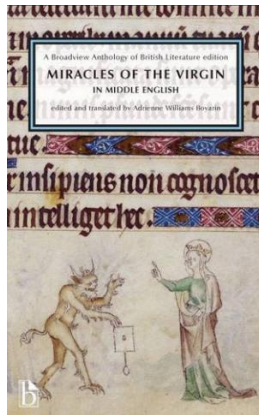 A Broadview Anthology of British Literature edition
MIRACLES OF THE VIRGIN
IN MIDDLE ENGLISH
edited and translated by Adrienne Williams Boyarin
tue.
r insipiens non cognoscet
intelliget hec.
b